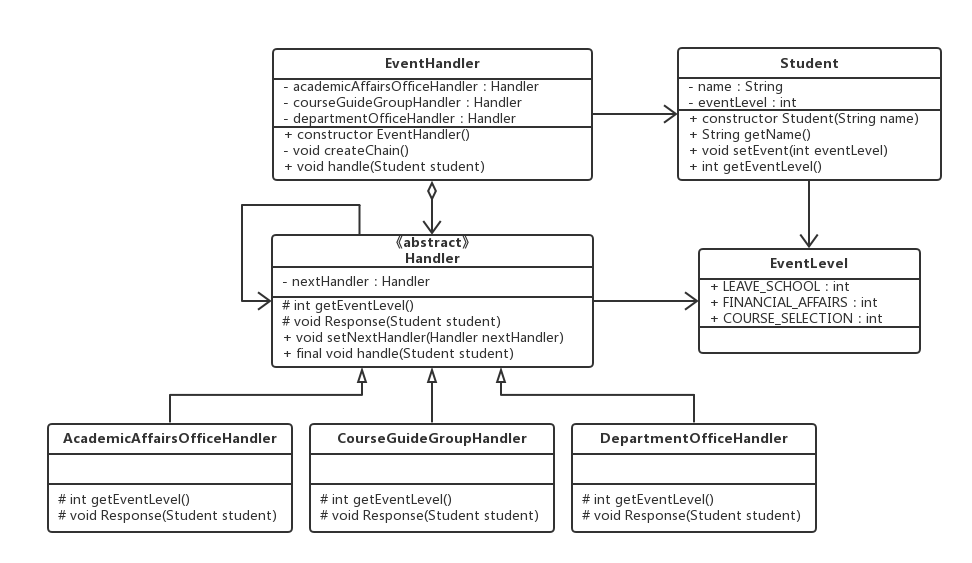 EventHandler
- academicAffairsOfficeHandler : Handler
- courseGuideGroupHandler : Handler
- departmentOfficeHandler : Handler
+ constructor EventHandler()
- void createChain()
+ void handle(Student student)
Student
- name : String
- eventLevel : int
+ constructor Student(String name)
+ String getName()
+ void setEvent(int eventLevel)
+ int getEventLevel()
《abstract》
Handler
- nextHandler : Handler
# int getEventLevel()
# void Response(Student student)
+ void setNextHandler(Handler nextHandler)
+ final void handle(Student student)
EventLevel
+ LEAVE_SCHOOL : int
+ FINANCIAL_AFFAIRS : int
+ COURSE_SELECTION : int
AcademicAffairsOfficeHandler
# int getEventLevel()
# void Response(Student student)
CourseGuideGroupHandler
# int getEventLevel()
# void Response(Student student)
DepartmentOfficeHandler
# int getEventLevel()
# void Response(Student student)